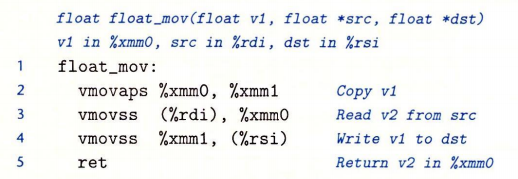 float float_mov(float v1, float *src, float *dst)
v1 in %xmm0, src in %rdi, dst in %rsi
1 float_mov:
2 vmovaps %xmm0, %xmm1 Copy v1
3 vmovss (%rdi), %xmm0 Read v2 from src
4 vmovss %xmm1, (%rsi) Write v1 to dst
5 ret Return v2 in %xmm0